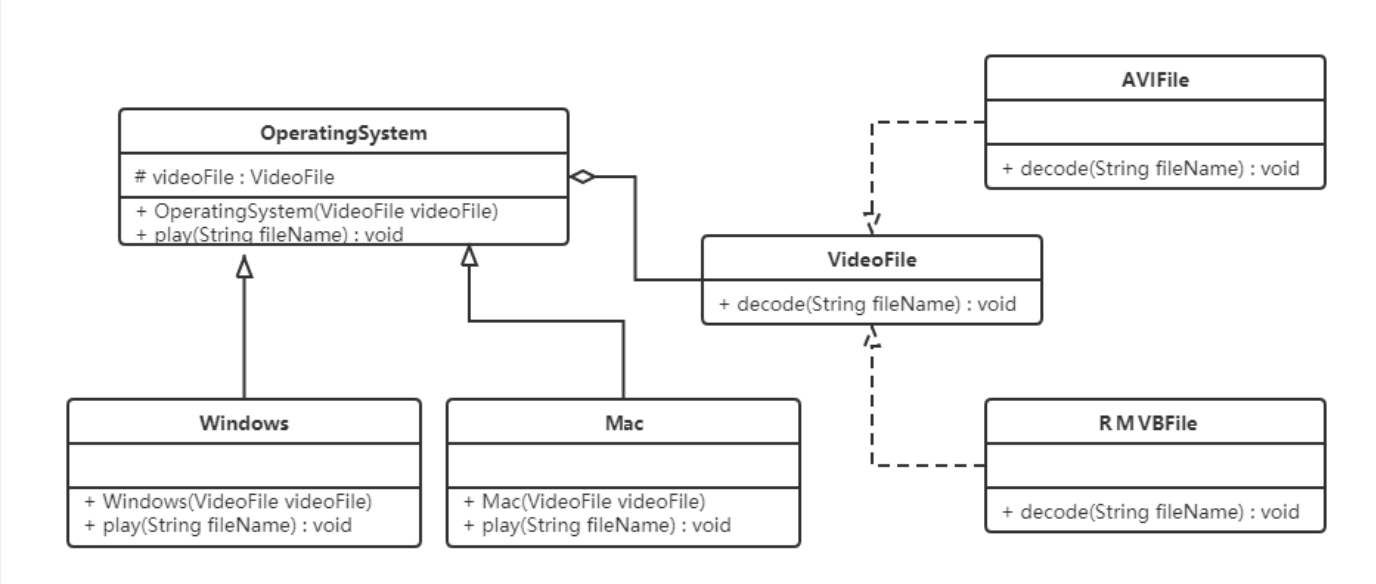 OperatingSystem
# videoFile : VideoFile
+ OperatingSystem(VideoFile videoFile)
+ play(String fileName) : void
AVIFile
+ decode(String fileName) : void
VideoFile
+ decode(String fileName) : void
Windows
+ Windows(VideoFile videoFile)
+ play(String fileName) : void
Mac
+ Mac(VideoFile videoFile)
+ play(String fileName) : void
RMVBFile
+ decode(String fileName) : void